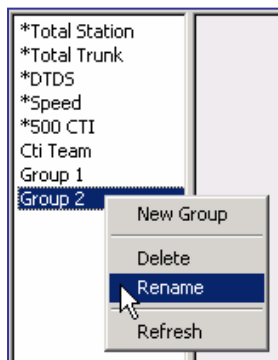 *Total Station
*Total Trunk
*DTDS
*Speed
*500 CTI
Cti Team
Group 1
Group 2
New Group
Delete
Rename
Refresh